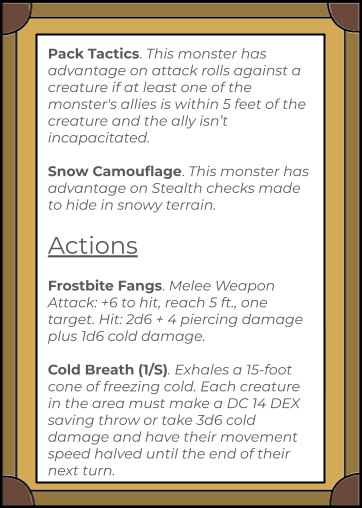 Pack Tactics. This monster has
advantage on attack rolls against a
creature if at least one of the
monster's allies is within 5 feet of the
creature and the ally isn’t
incapacitated.
Snow Camouflage. This monster has
advantage on Stealth checks made
to hide in snowy terrain.
Actions
Frostbite Fangs. Melee Weapon
Attack: +6 to hit, reach 5 ft., one
target. Hit: 2d6 + 4 piercing damage
plus 1d6 cold damage.
Cold Breath (1/S). Exhales a 15-foot
cone of freezing cold. Each creature
in the area must make a DC 14 DEX
saving throw or take 3d6 cold
damage and have their movement
speed halved until the end of their
next turn.